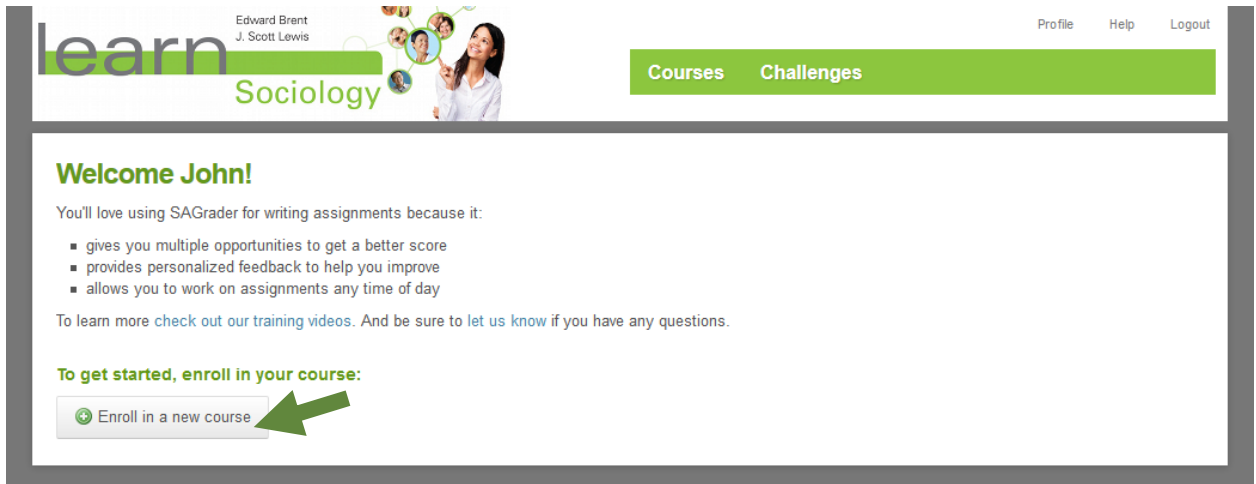 learn
Edward Brent
J. Scott Lewis
Sociology
Profile Help Logout
Courses Challenges
Welcome John!
You'll love using SAGrader for writing assignments because it:
gives you multiple opportunities to get a better score
provides personalized feedback to help you improve
allows you to work on assignments any time of day
To learn more check out our training videos. And be sure to let us know if you have any questions.
To get started, enroll in your course:
Enroll in a new course